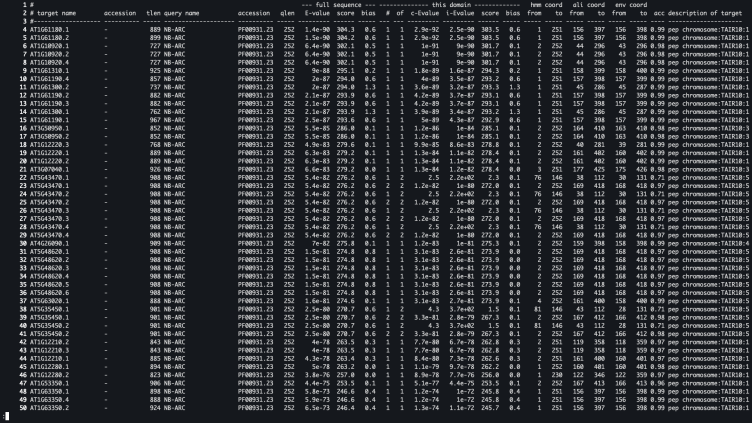 1 # --- full sequence --- -------------- this domain ------------- hmm coord ali coord env coord
2 # target name accession tlen query name accession qlen E-value score bias # of c-Evalue i-Evalue score bias from to from to from to acc description of target
3 #
4 AT1G61180.1 - 889 NB-ARC PF00931.23 252 1.4e-90 304.3 0.6 1 1 2.9e-92 2.5e-90 303.5 0.6 1 251 156 397 156 398 0.99 pep chromosome:TAIR10:1
5 AT1G61180.2 - 899 NB-ARC PF00931.23 252 1.5e-90 304.2 0.6 1 1 2.9e-92 2.5e-90 303.5 0.6 1 251 156 397 156 398 0.99 pep chromosome:TAIR10:1
6 AT1G10920.1 - 727 NB-ARC PF00931.23 252 6.4e-90 302.1 0.5 1 1 1e-91 9e-90 301.7 0.1 2 252 44 296 43 296 0.98 pep chromosome:TAIR10:1
7 AT1G10920.2 - 727 NB-ARC PF00931.23 252 6.4e-90 302.1 0.5 1 1 1e-91 9e-90 301.7 0.1 2 252 44 296 43 296 0.98 pep chromosome:TAIR10:1
8 AT1G10920.4 - 727 NB-ARC PF00931.23 252 6.4e-90 302.1 0.5 1 1 1e-91 9e-90 301.7 0.1 2 252 44 296 43 296 0.98 pep chromosome:TAIR10:1
9 AT1G61310.1 - 925 NB-ARC PF00931.23 252 9e-88 295.1 0.2 1 1 1.8e-89 1.6e-87 294.3 0.2 1 251 158 399 158 400 0.99 pep chromosome:TAIR10:1
10 AT1G61190.4 - 857 NB-ARC PF00931.23 252 2e-87 294.0 0.6 1 1 4e-89 3.5e-87 293.2 0.6 1 251 157 398 157 399 0.99 pep chromosome:TAIR10:1
11 AT1G61300.2 - 737 NB-ARC PF00931.23 252 2e-87 294.0 1.3 1 1 3.6e-89 3.2e-87 293.3 1.3 1 251 45 286 45 287 0.99 pep chromosome:TAIR10:1
12 AT1G61190.2 - 882 NB-ARC PF00931.23 252 2.1e-87 293.9 0.6 1 1 4.2e-89 3.7e-87 293.1 0.6 1 251 157 398 157 399 0.99 pep chromosome:TAIR10:1
13 AT1G61190.3 - 882 NB-ARC PF00931.23 252 2.1e-87 293.9 0.6 1 1 4.2e-89 3.7e-87 293.1 0.6 1 251 157 398 157 399 0.99 pep chromosome:TAIR10:1
14 AT1G61300.1 - 762 NB-ARC PF00931.23 252 2.1e-87 293.9 1.3 1 1 3.9e-89 3.4e-87 293.2 1.3 1 251 45 286 45 287 0.99 pep chromosome:TAIR10:1
15 AT1G61190.1 - 967 NB-ARC PF00931.23 252 2.5e-87 293.6 0.6 1 1 5e-89 4.3e-87 292.9 0.6 1 251 157 398 157 399 0.99 pep chromosome:TAIR10:1
16 AT3G50950.1 - 852 NB-ARC PF00931.23 252 5.5e-85 286.0 0.1 1 1 1.2e-86 1e-84 285.1 0.1 2 252 164 410 163 410 0.98 pep chromosome:TAIR10:3
17 AT3G50950.2 - 852 NB-ARC PF00931.23 252 5.5e-85 286.0 0.1 1 1 1.2e-86 1e-84 285.1 0.1 2 252 164 410 163 410 0.98 pep chromosome:TAIR10:3
18 AT1G12220.3 - 768 NB-ARC PF00931.23 252 4.9e-83 279.6 0.1 1 1 9.9e-85 8.6e-83 278.8 0.1 2 252 40 281 39 281 0.99 pep chromosome:TAIR10:1
19 AT1G12220.1 - 889 NB-ARC PF00931.23 252 6.3e-83 279.2 0.1 1 1 1.3e-84 1.1e-82 278.4 0.1 2 252 161 402 160 402 0.99 pep chromosome:TAIR10:1
20 AT1G12220.2 - 889 NB-ARC PF00931.23 252 6.3e-83 279.2 0.1 1 1 1.3e-84 1.1e-82 278.4 0.1 2 252 161 402 160 402 0.99 pep chromosome:TAIR10:1
21 AT3G07040.1 - 926 NB-ARC PF00931.23 252 6.6e-83 279.2 0.0 1 1 1.3e-84 1.2e-82 278.4 0.0 3 251 177 425 175 426 0.98 pep chromosome:TAIR10:3
22 AT5G43470.1 - 908 NB-ARC PF00931.23 252 5.4e-82 276.2 0.6 1 2 2.5 2.2e+02 2.3 0.1 76 146 38 112 30 131 0.71 pep chromosome:TAIR10:5
23 AT5G43470.1 - 908 NB-ARC PF00931.23 252 5.4e-82 276.2 0.6 2 2 1.2e-82 1e-80 272.0 0.1 2 252 169 418 168 418 0.97 pep chromosome:TAIR10:5
24 AT5G43470.2 - 908 NB-ARC PF00931.23 252 5.4e-82 276.2 0.6 1 2 2.5 2.2e+02 2.3 0.1 76 146 38 112 30 131 0.71 pep chromosome:TAIR10:5
25 AT5G43470.2 - 908 NB-ARC PF00931.23 252 5.4e-82 276.2 0.6 2 2 1.2e-82 1e-80 272.0 0.1 2 252 169 418 168 418 0.97 pep chromosome:TAIR10:5
26 AT5G43470.3 - 908 NB-ARC PF00931.23 252 5.4e-82 276.2 0.6 1 2 2.5 2.2e+02 2.3 0.1 76 146 38 112 30 131 0.71 pep chromosome:TAIR10:5
27 AT5G43470.3 - 908 NB-ARC PF00931.23 252 5.4e-82 276.2 0.6 2 2 1.2e-82 1e-80 272.0 0.1 2 252 169 418 168 418 0.97 pep chromosome:TAIR10:5
28 AT5G43470.4 - 908 NB-ARC PF00931.23 252 5.4e-82 276.2 0.6 1 2 2.5 2.2e+02 2.3 0.1 76 146 38 112 30 131 0.71 pep chromosome:TAIR10:5
29 AT5G43470.4 - 908 NB-ARC PF00931.23 252 5.4e-82 276.2 0.6 2 2 1.2e-82 1e-80 272.0 0.1 2 252 169 418 168 418 0.97 pep chromosome:TAIR10:5
30 AT4G26090.1 - 909 NB-ARC PF00931.23 252 7e-82 275.8 0.1 1 1 1.2e-83 1e-81 275.3 0.1 2 252 159 398 158 398 0.99 pep chromosome:TAIR10:4
31 AT5G48620.1 - 908 NB-ARC PF00931.23 252 1.5e-81 274.8 0.8 1 1 3.1e-83 2.6e-81 273.9 0.8 2 252 169 418 168 418 0.97 pep chromosome:TAIR10:5
32 AT5G48620.2 - 908 NB-ARC PF00931.23 252 1.5e-81 274.8 0.8 1 1 3.1e-83 2.6e-81 273.9 0.8 2 252 169 418 168 418 0.97 pep chromosome:TAIR10:5
33 AT5G48620.3 - 908 NB-ARC PF00931.23 252 1.5e-81 274.8 0.8 1 1 3.1e-83 2.6e-81 273.9 0.8 2 252 169 418 168 418 0.97 pep chromosome:TAIR10:5
34 AT5G48620.4 - 908 NB-ARC PF00931.23 252 1.5e-81 274.8 0.8 1 1 3.1e-83 2.6e-81 273.9 0.8 2 252 169 418 168 418 0.97 pep chromosome:TAIR10:5
35 AT5G48620.5 - 908 NB-ARC PF00931.23 252 1.5e-81 274.8 0.8 1 1 3.1e-83 2.6e-81 273.9 0.8 2 252 169 418 168 418 0.97 pep chromosome:TAIR10:5
36 AT5G48620.6 - 908 NB-ARC PF00931.23 252 1.5e-81 274.8 0.8 1 1 3.1e-83 2.6e-81 273.9 0.8 2 252 169 418 168 418 0.97 pep chromosome:TAIR10:5
37 AT5G63020.1 - 888 NB-ARC PF00931.23 252 1.6e-81 274.6 0.1 1 1 3.1e-83 2.7e-81 273.9 0.1 4 252 161 400 158 400 0.99 pep chromosome:TAIR10:5
38 AT5G35450.1 - 901 NB-ARC PF00931.23 252 2.5e-80 270.7 0.6 1 2 4.3 3.7e+02 1.5 0.0 81 146 43 112 28 131 0.71 pep chromosome:TAIR10:5
39 AT5G35450.1 - 901 NB-ARC PF00931.23 252 2.5e-80 270.7 0.6 2 2 3.3e-81 2.8e-79 267.3 0.1 2 252 167 412 166 412 0.98 pep chromosome:TAIR10:5
40 AT5G35450.2 - 901 NB-ARC PF00931.23 252 2.5e-80 270.7 0.6 1 2 4.3 3.7e+02 1.5 0.0 81 146 43 112 28 131 0.71 pep chromosome:TAIR10:5
41 AT5G35450.2 - 901 NB-ARC PF00931.23 252 2.5e-80 270.7 0.6 2 2 3.3e-81 2.8e-79 267.3 0.1 2 252 167 412 166 412 0.98 pep chromosome:TAIR10:5
42 AT1G12210.2 - 843 NB-ARC PF00931.23 252 4e-78 263.5 0.3 1 1 7.7e-80 6.7e-78 262.8 0.3 2 251 119 358 118 359 0.97 pep chromosome:TAIR10:1
43 AT1G12210.3 - 843 NB-ARC PF00931.23 252 4e-78 263.5 0.3 1 1 7.7e-80 6.7e-78 262.8 0.3 2 251 119 358 118 359 0.97 pep chromosome:TAIR10:1
44 AT1G12210.1 - 885 NB-ARC PF00931.23 252 4.3e-78 263.4 0.3 1 1 8.4e-80 7.3e-78 262.6 0.3 2 251 161 400 160 401 0.97 pep chromosome:TAIR10:1
45 AT1G12280.1 - 894 NB-ARC PF00931.23 252 5e-78 263.2 0.0 1 1 1.1e-79 9.7e-78 262.2 0.0 1 251 160 401 160 402 0.98 pep chromosome:TAIR10:1
46 AT1G12280.2 - 823 NB-ARC PF00931.23 252 3.8e-76 257.0 0.0 1 1 8.9e-78 7.7e-76 256.0 0.0 1 230 122 346 122 359 0.97 pep chromosome:TAIR10:1
47 AT1G53350.1 - 906 NB-ARC PF00931.23 252 4.4e-75 253.5 0.1 1 1 5.1e-77 4.4e-75 253.5 0.1 2 252 167 413 166 413 0.96 pep chromosome:TAIR10:1
48 AT1G63350.1 - 898 NB-ARC PF00931.23 252 5.8e-73 246.6 0.4 1 1 1.2e-74 1e-72 245.8 0.4 1 251 156 397 156 398 0.99 pep chromosome:TAIR10:1
49 AT1G63350.4 - 888 NB-ARC PF00931.23 252 5.9e-73 246.6 0.4 1 1 1.2e-74 1e-72 245.8 0.4 1 251 156 397 156 398 0.99 pep chromosome:TAIR10:1
50 AT1G63350.2 - 924 NB-ARC PF00931.23 252 6.5e-73 246.4 0.4 1 1 1.3e-74 1.1e-72 245.7 0.4 1 251 156 397 156 398 0.99 pep chromosome:TAIR10:1
: